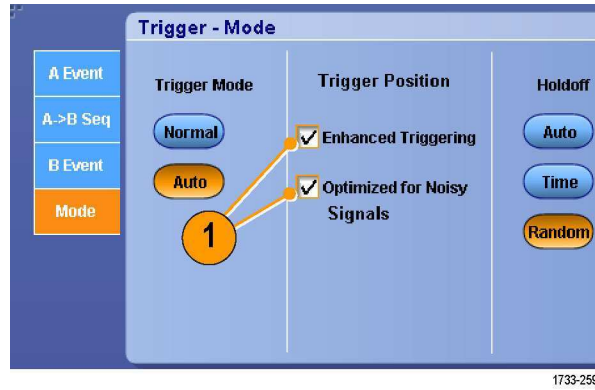 Trigger - Mode
A Event
A->B Seq
B Event
Mode
Trigger Mode
Normal
Auto
1
Trigger Position
Enhanced Triggering
Optimized for Noisy
Signals
Holdoff
Auto
Time
Random
1733-259